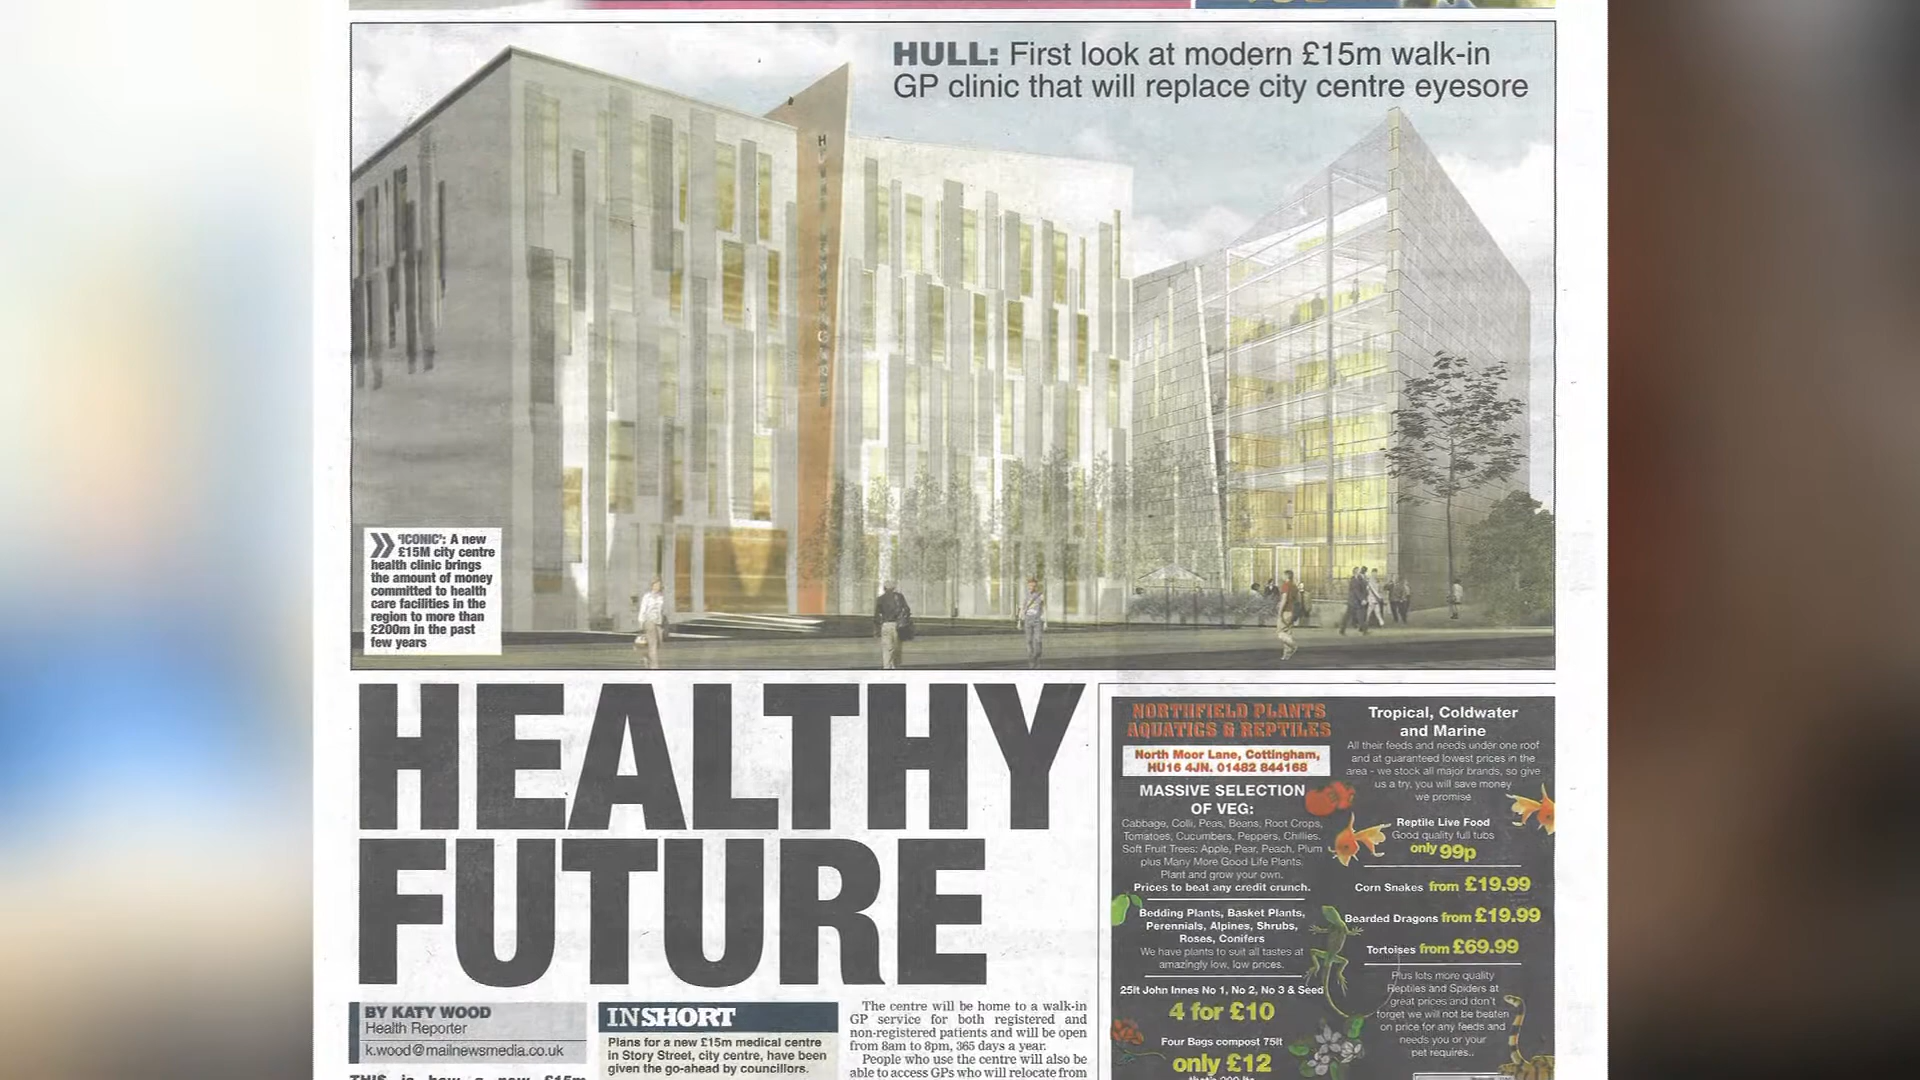 HULL: First look at modern £15m walk-in
GP clinic that will replace city centre eyesore
'ICONIC': A new
£15M city centre
health clinic brings
the amount of money
committed to health
care facilities in the
region to more than
£200m in the past
few years
HEALTHY
FUTURE
BY KATY WOOD
Health Reporter
k.wood@mailnewsmedia.co.uk
THIS is how a new £15m
INSHORT
Plans for a new £15m medical centre
in Story Street, city centre, have been
given the go-ahead by councillors.
The centre will be home to a walk-in
GP service for both registered and
non-registered patients and will be open
from 8am to 8pm, 365 days a year.
People who use the centre will also be
able to access GPs who will relocate from
NORTHFIELD PLANTS
AQUATICS & REPTILES
North Moor Lane, Cottingham,
HU16 4JN. 01482 844168
MASSIVE SELECTION
OF VEG:
Cabbage, Colli, Peas, Beans, Root Crops,
Tomatoes, Cucumbers, Peppers, Chillies.
Soft Fruit Trees: Apple, Pear, Peach, Plum
plus Many More Good Life Plants.
Plant and grow your own.
Prices to beat any credit crunch.
Bedding Plants, Basket Plants,
Perennials, Alpines, Shrubs,
Roses, Conifers
We have plants to suit all tastes at
amazingly low, low prices.
25lt John Innes No 1, No 2, No 3 & Seed
4 for £10
Four Bags compost 75lt
only £12
Tropical, Coldwater
and Marine
All their feeds and needs under one roof
and at guaranteed lowest prices in the
area - we stock all major brands, so give
us a try, you will save money
we promise
Reptile Live Food
Good quality full tubs
only 99p
Corn Snakes from £19.99
Bearded Dragons from £19.99
Tortoises from £69.99
Plus lots more quality
Reptiles and Spiders at
great prices and don't
forget we will not be beaten
on price for any feeds and
needs you or your
pet requires..